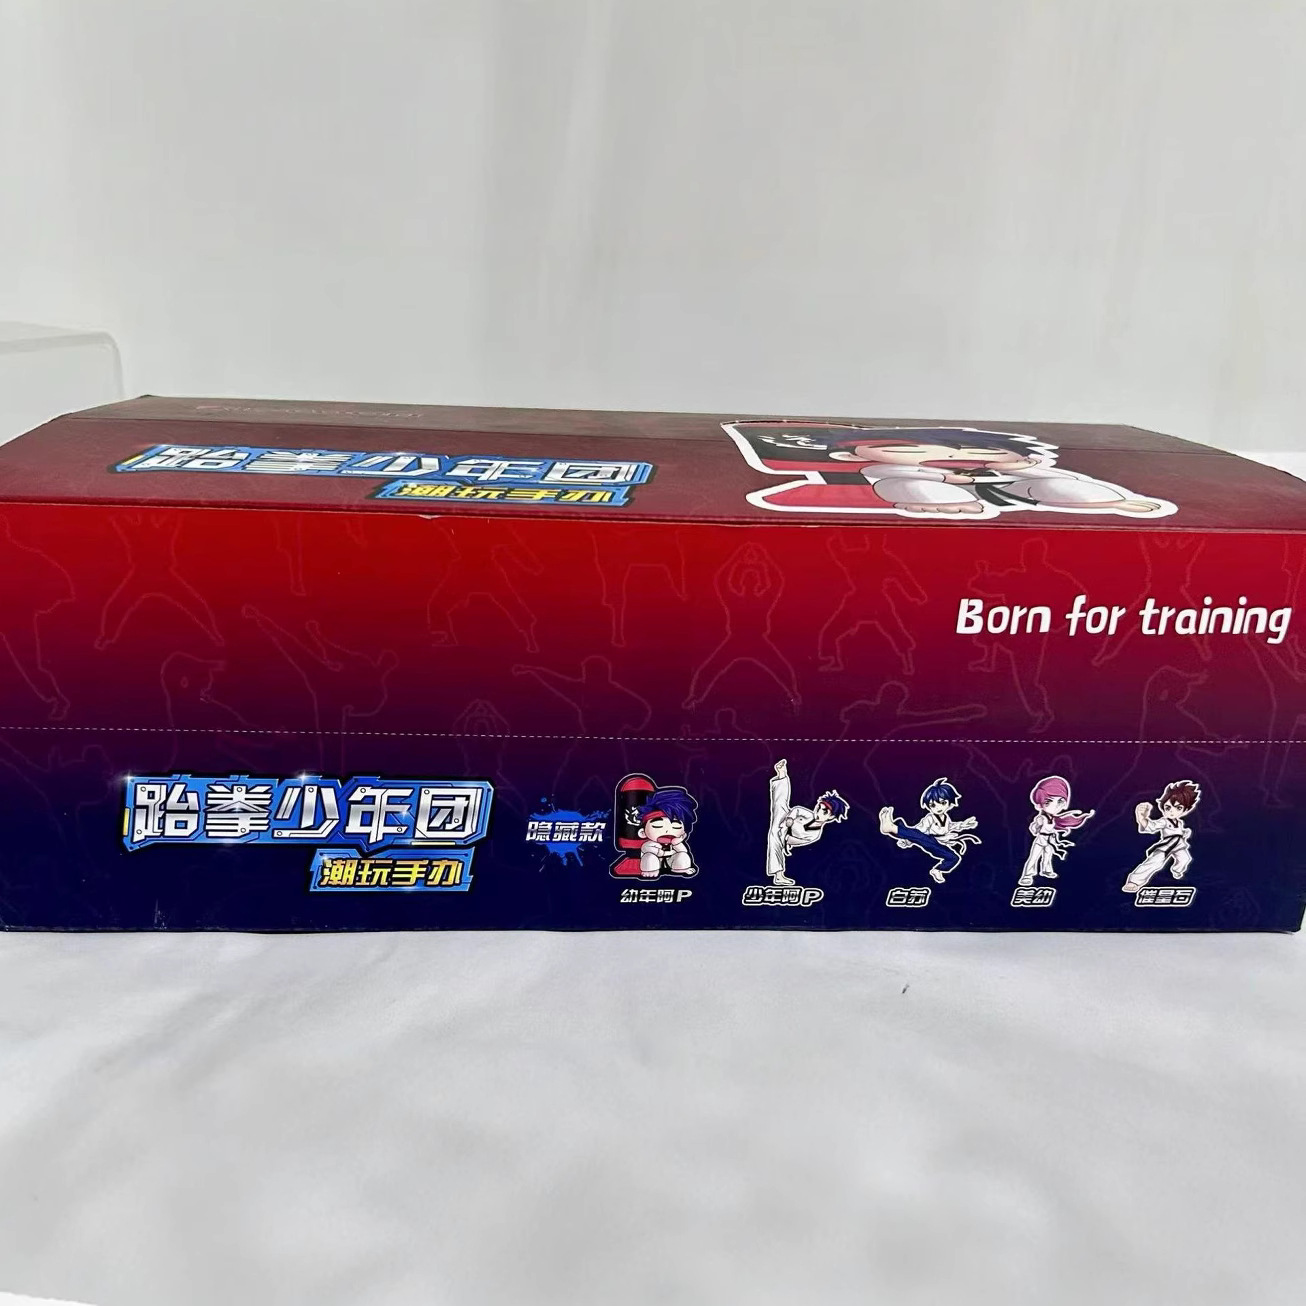 跆拳少年团
潮玩手办
Born for training
跆拳少年团
潮玩手办
隐藏款
幼年阿P
少年阿P
白苏
美幼
催星石